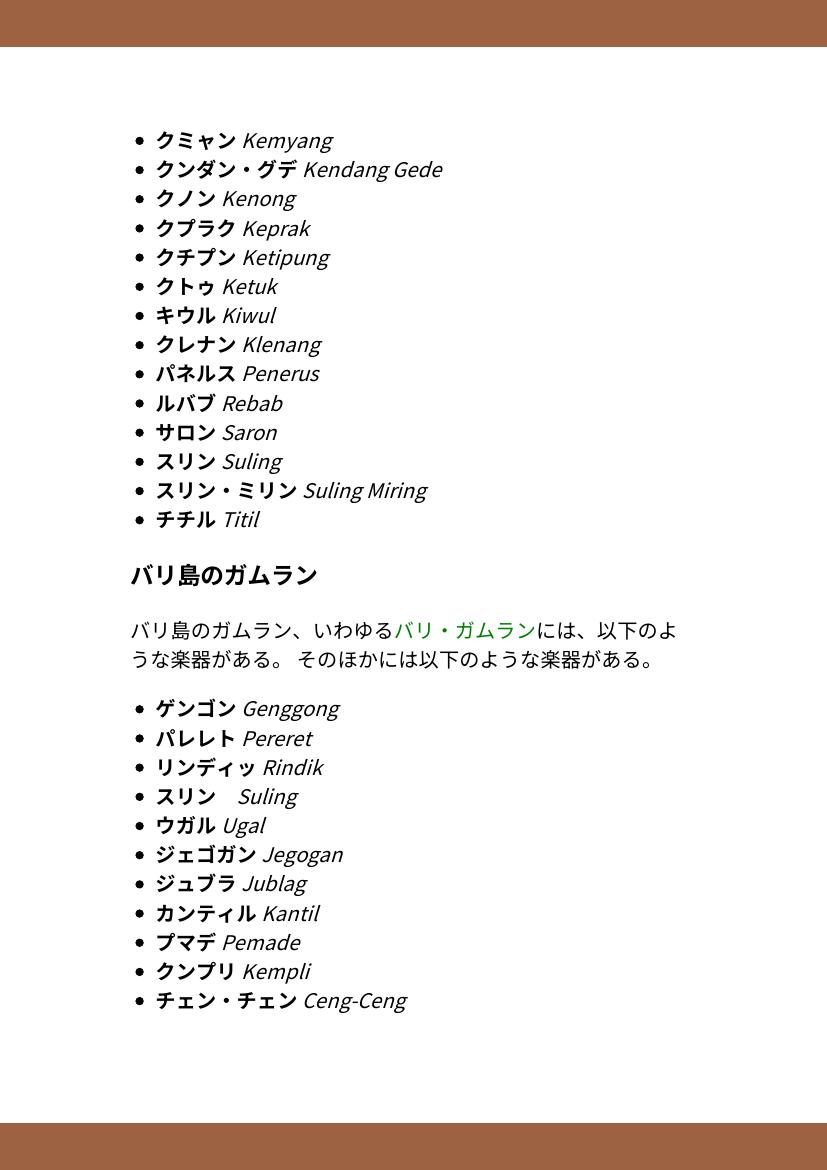 • クミャン Kemyang
• クンダン・グデ Kendang Gede
• クノン Kenong
• クプラク Keprak
• クチプン Ketipung
• クトゥ Ketuk
• キウル Kiwul
• クレナン Klenang
• パネルス Penerus
• ルバブ Rebab
• サロン Saron
• スリン Suling
• スリン・ミリン Suling Miring
• チチル Titil
バリ島のガムラン
バリ島のガムラン、いわゆるバリ・ガムランには、以下のよ
うな楽器がある。 そのほかには以下のような楽器がある。
• ゲンゴン Genggong
• パレレト Pereret
• リンディッ Rindik
• スリン　Suling
• ウガル Ugal
• ジェゴガン Jegogan
• ジュブラ Jublag
• カンティル Kantil
• プマデ Pemade
• クンプリ Kempli
• チェン・チェン Ceng-Ceng